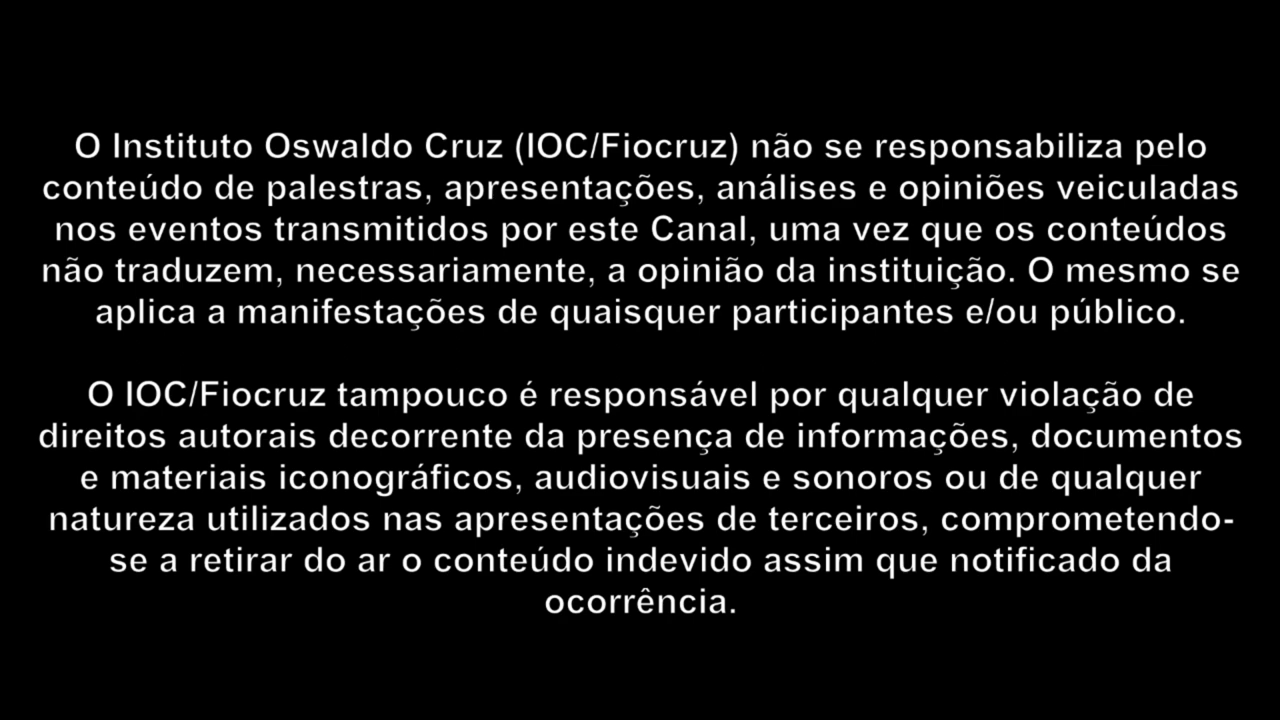 O Instituto Oswaldo Cruz (IOC/Fiocruz) não se responsabiliza pelo
conteúdo de palestras, apresentações, análises e opiniões veiculadas
nos eventos transmitidos por este Canal, uma vez que os conteúdos
não traduzem, necessariamente, a opinião da instituição. O mesmo se
aplica a manifestações de quaisquer participantes e/ou público.
O IOC/Fiocruz tampouco é responsável por qualquer violação de
direitos autorais decorrente da presença de informações, documentos
e materiais iconográficos, audiovisuais e sonoros ou de qualquer
natureza utilizados nas apresentações de terceiros, comprometendo-
se a retirar do ar o conteúdo indevido assim que notificado da
ocorrência.